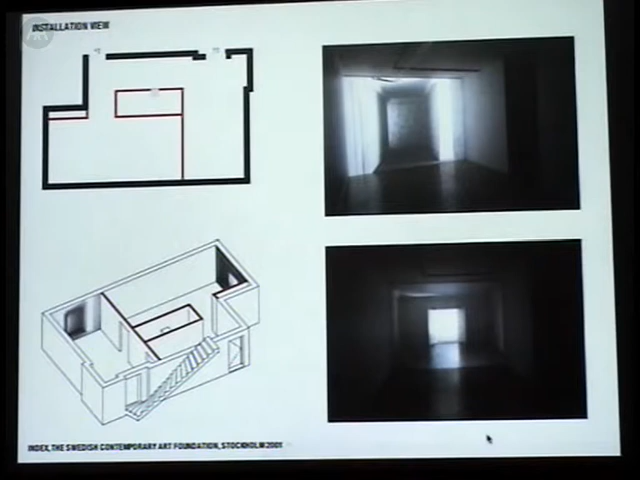 INSTALLATION VIEW
INDEX, THE SWEDISH CONTEMPORARY ART FOUNDATION, STOCKHOLM 2001